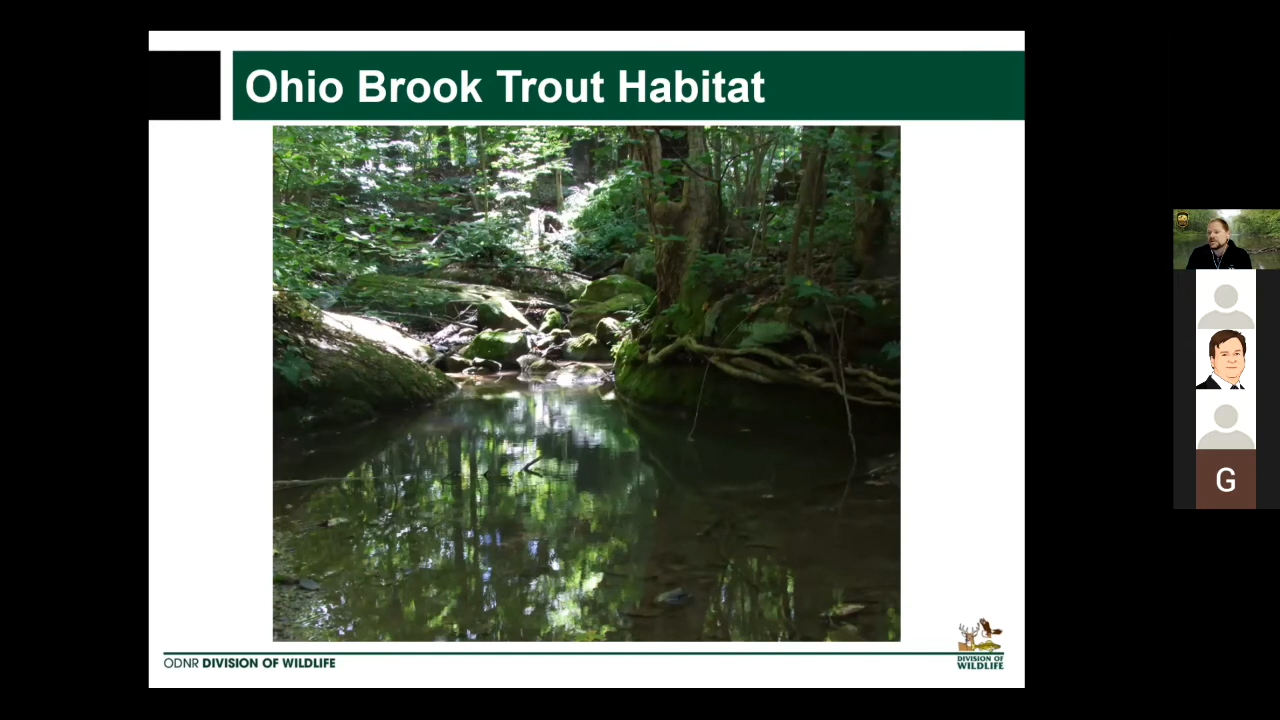 Ohio Brook Trout Habitat
G
ODNR DIVISION OF WILDLIFE
DIVISION OF
WILDLIFE